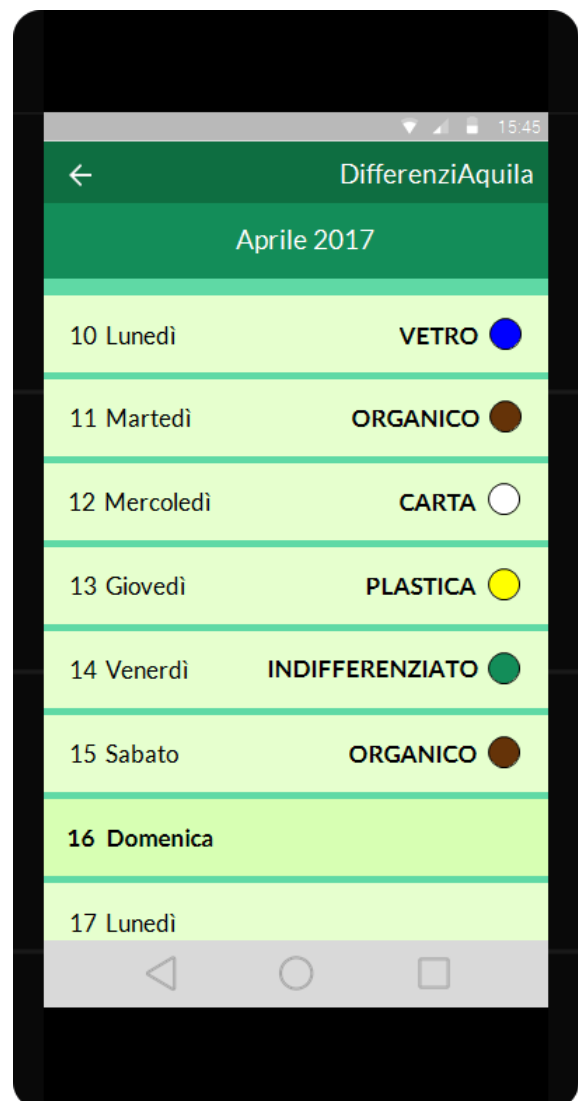 15:45
DifferenziAquila
Aprile 2017
10 Lunedì VETRO
11 Martedì ORGANICO
12 Mercoledì CARTA
13 Giovedì PLASTICA
14 Venerdì INDIFFERENZIATO
15 Sabato ORGANICO
16 Domenica
17 Lunedì